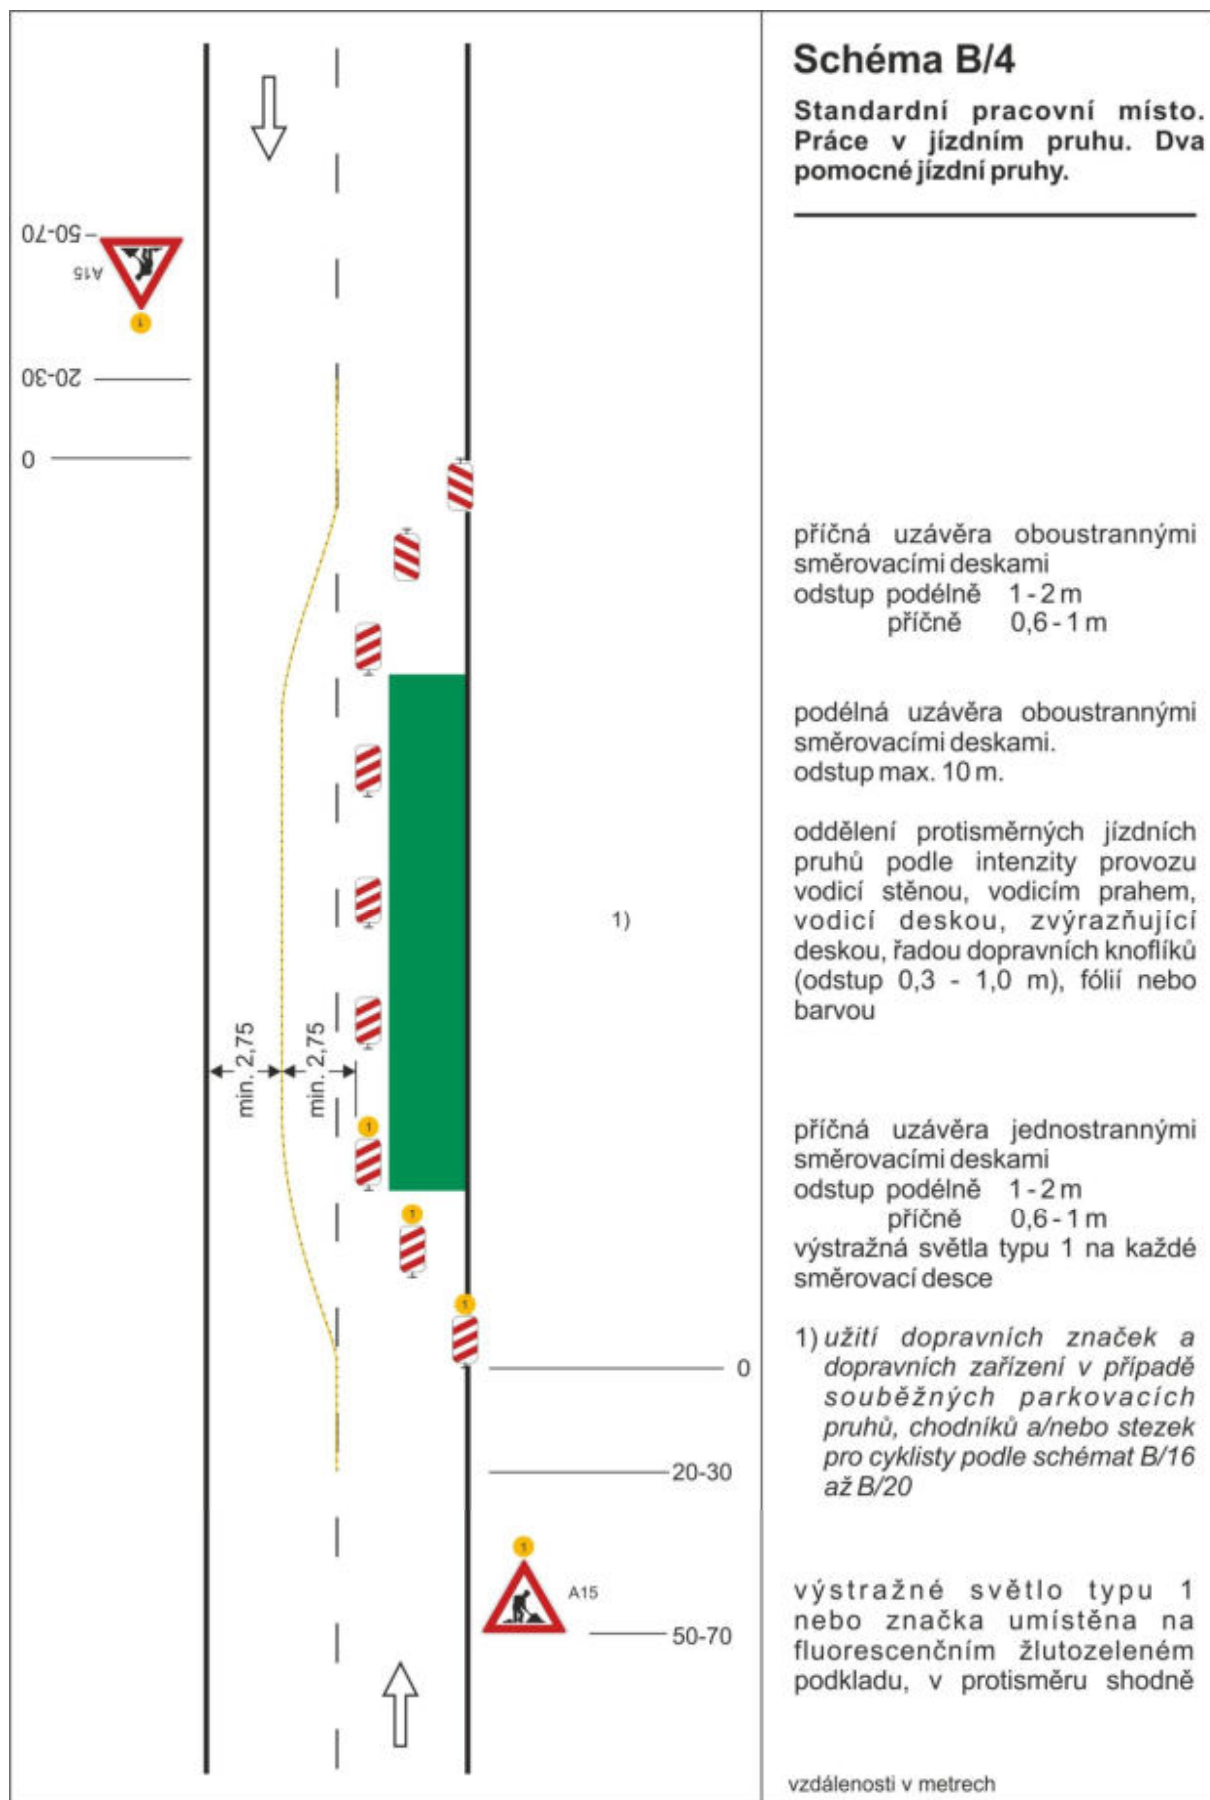 Schéma B/4
Standardní pracovní místo.
Práce v jízdním pruhu. Dva
pomocné jízdní pruhy.
50-70
A15
1
20-30
0
příčná uzávěra oboustrannými
směrovacími deskami
odstup podélně 1 - 2 m
příčně 0,6 - 1 m
podélná uzávěra oboustrannými
směrovacími deskami.
odstup max. 10 m.
oddělení protisměrných jízdních
pruhů podle intenzity provozu
vodicí stěnou, vodicím prahem,
vodicí deskou, zvýrazňující
deskou, řadou dopravních knoflíků
(odstup 0,3 - 1,0 m), fólií nebo
barvou
1)
min. 2,75
min. 2,75
1
1
1
příčná uzávěra jednostrannými
směrovacími deskami
odstup podélně 1 - 2 m
příčně 0,6 - 1 m
výstražná světla typu 1 na každé
směrovací desce
0
1) užití dopravních značek a
dopravních zařízení v případě
souběžných parkovacích
pruhů, chodníků a/nebo stezek
pro cyklisty podle schémat B/16
až B/20
20-30
1
A15
50-70
výstražné světlo typu 1
nebo značka umístěna na
fluorescenčním žlutozeleném
podkladu, v protisměru shodně
vzdálenosti v metrech